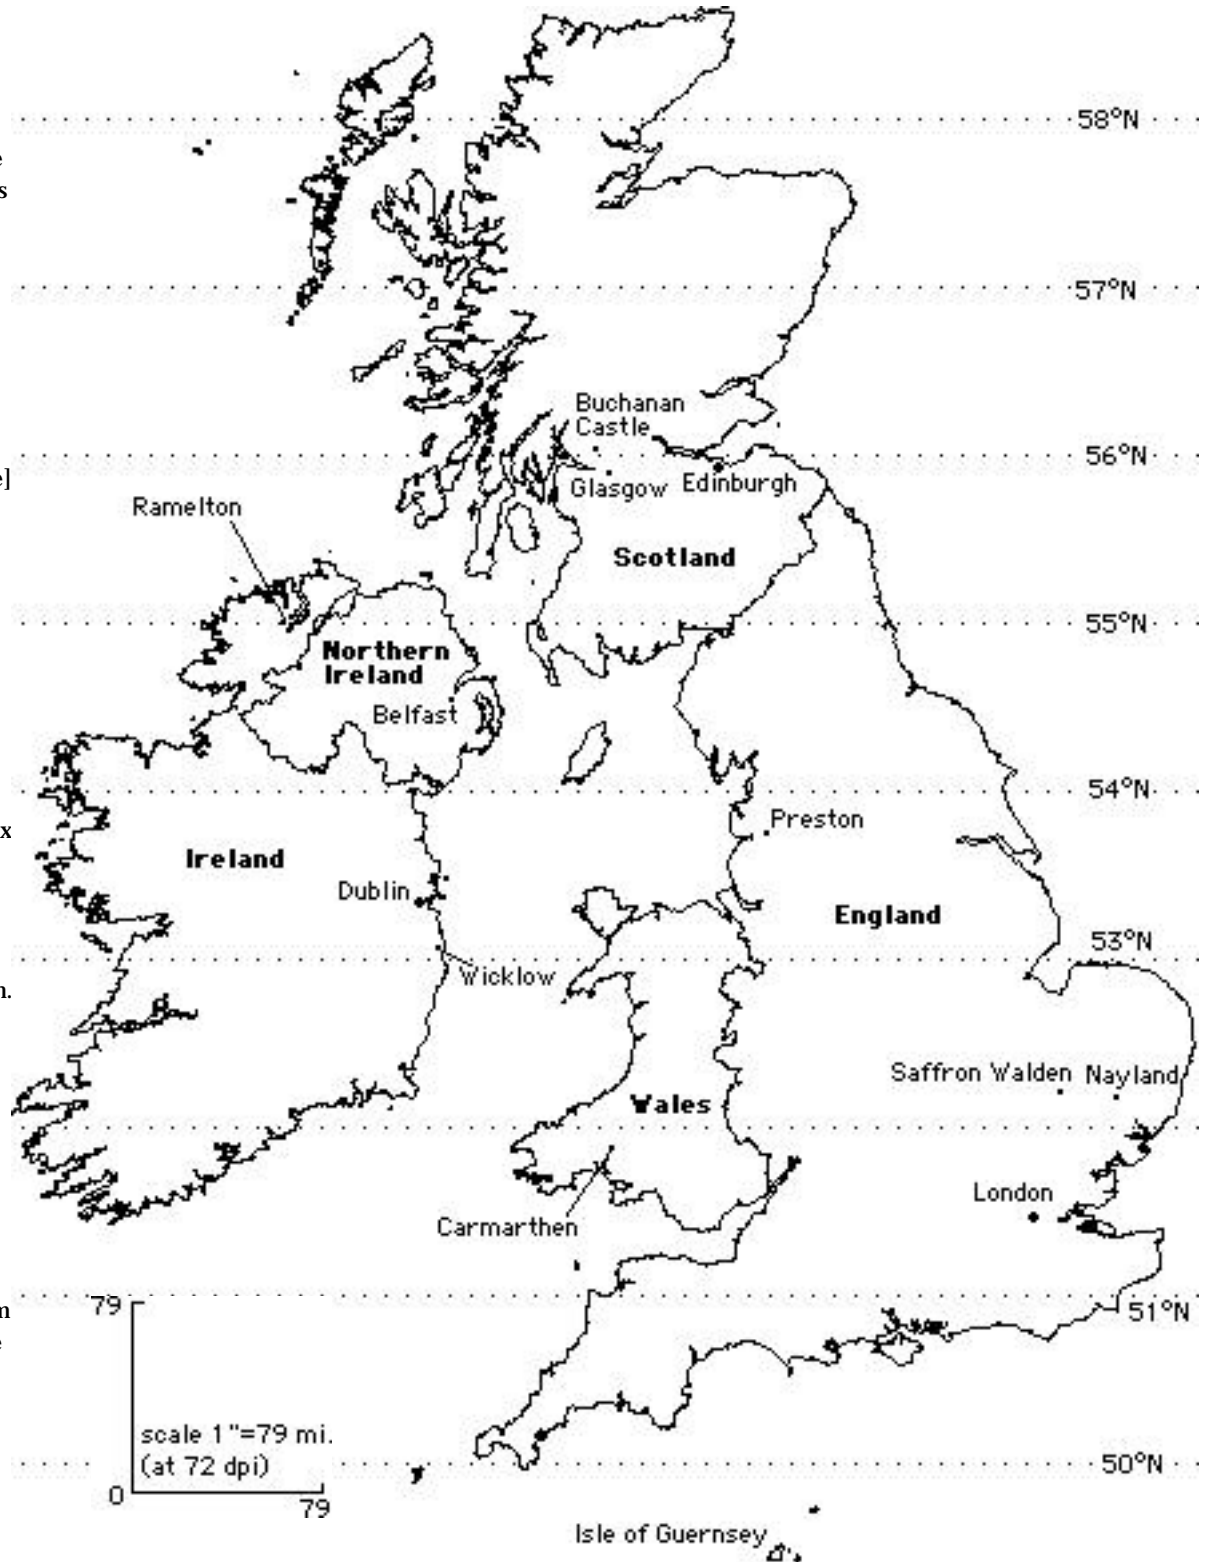 58°N
e
s
57°N
Buchanan
Castle
56°N
e]
Glasgow
Edinburgh
Ramelton
Scotland
55°N
Northern
Ireland
Belfast
54°N
Preston
x
Ireland
Dublin
England
53°N
Wicklow
n.
Saffron Walden
Nayland
Wales
London
Carmarthen
79
51°N
n
e
scale 1"=79 mi.
(at 72 dpi)
50°N
0
79
Isle of Guernsey